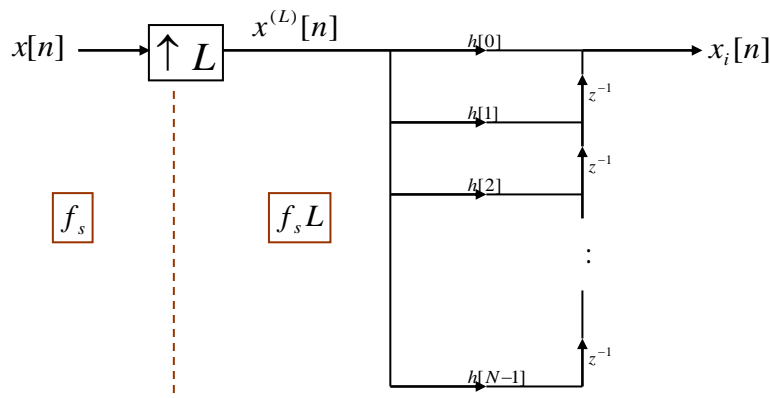 x[n]
↑ L
x^{(L)}[n]
h[0]
x_i[n]
z^{-1}
h[1]
z^{-1}
h[2]
f_s
f_s L
⋮
z^{-1}
h[N-1]